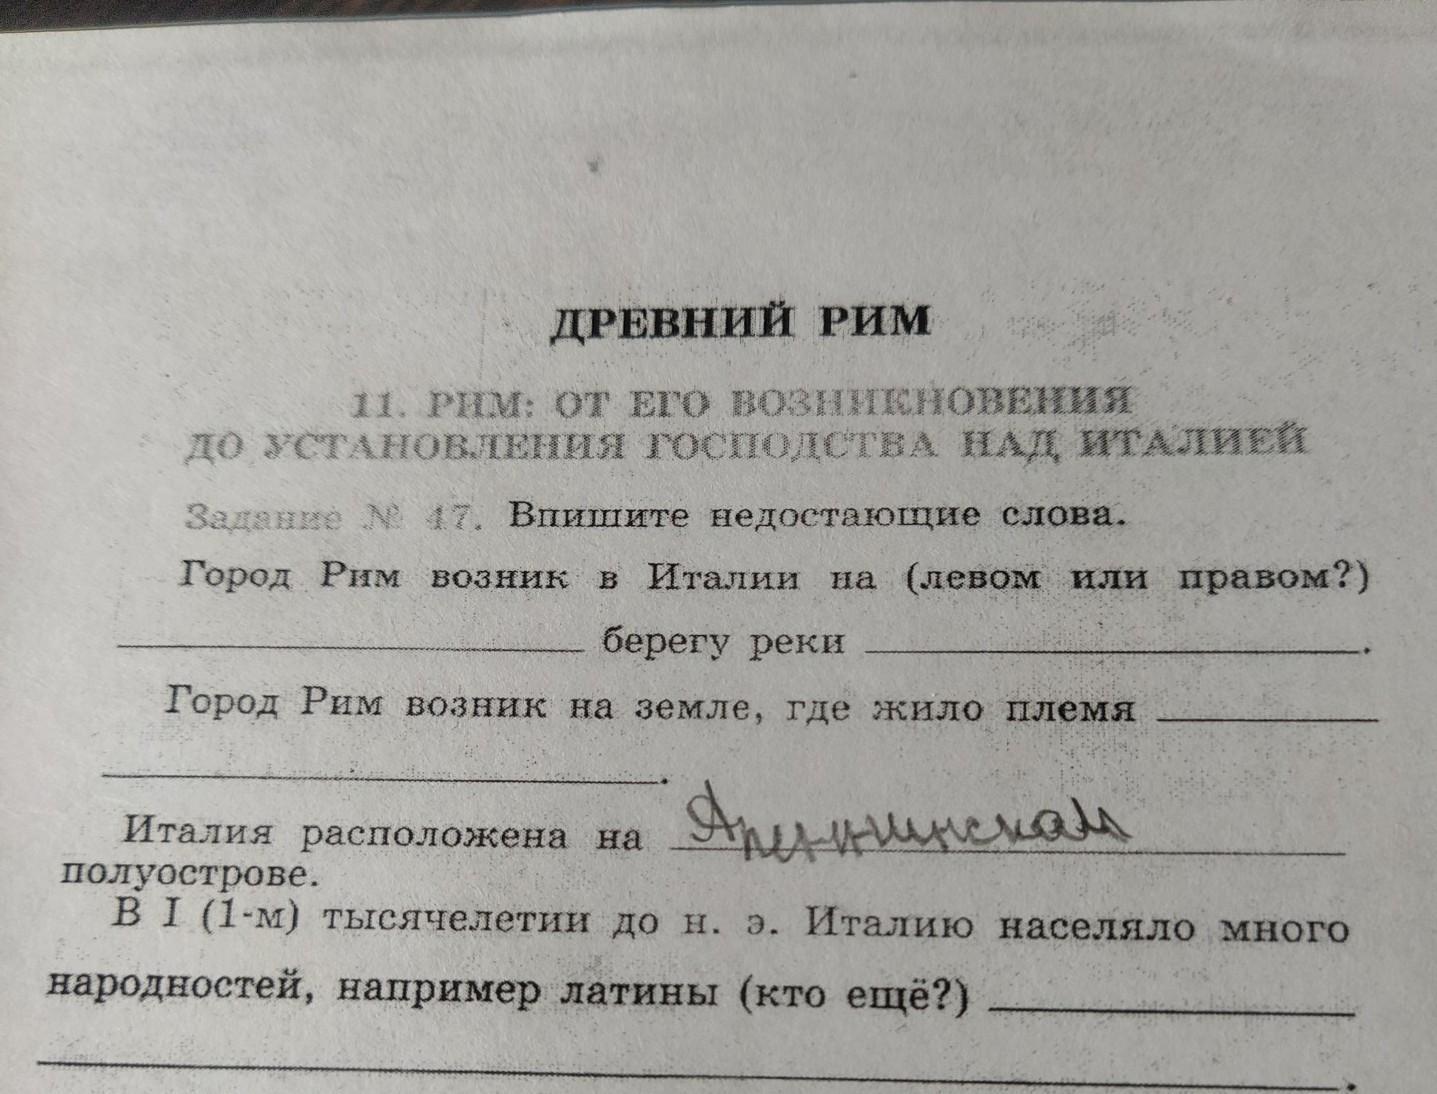 ДРЕВНИЙ РИМ
11. РИМ: ОТ ЕГО ВОЗНИКНОВЕНИЯ
ДО УСТАНОВЛЕНИЯ ГОСПОДСТВА НАД ИТАЛИЕЙ
Задание № 47. Впишите недостающие слова.
Город Рим возник в Италии на (левом или правом?)
берегу реки .
Город Рим возник на земле, где жило племя
.
Италия расположена на Апеннинском
полуострове.
В I (1-м) тысячелетии до н. э. Италию населяло много
народностей, например латины (кто ещё?)
.